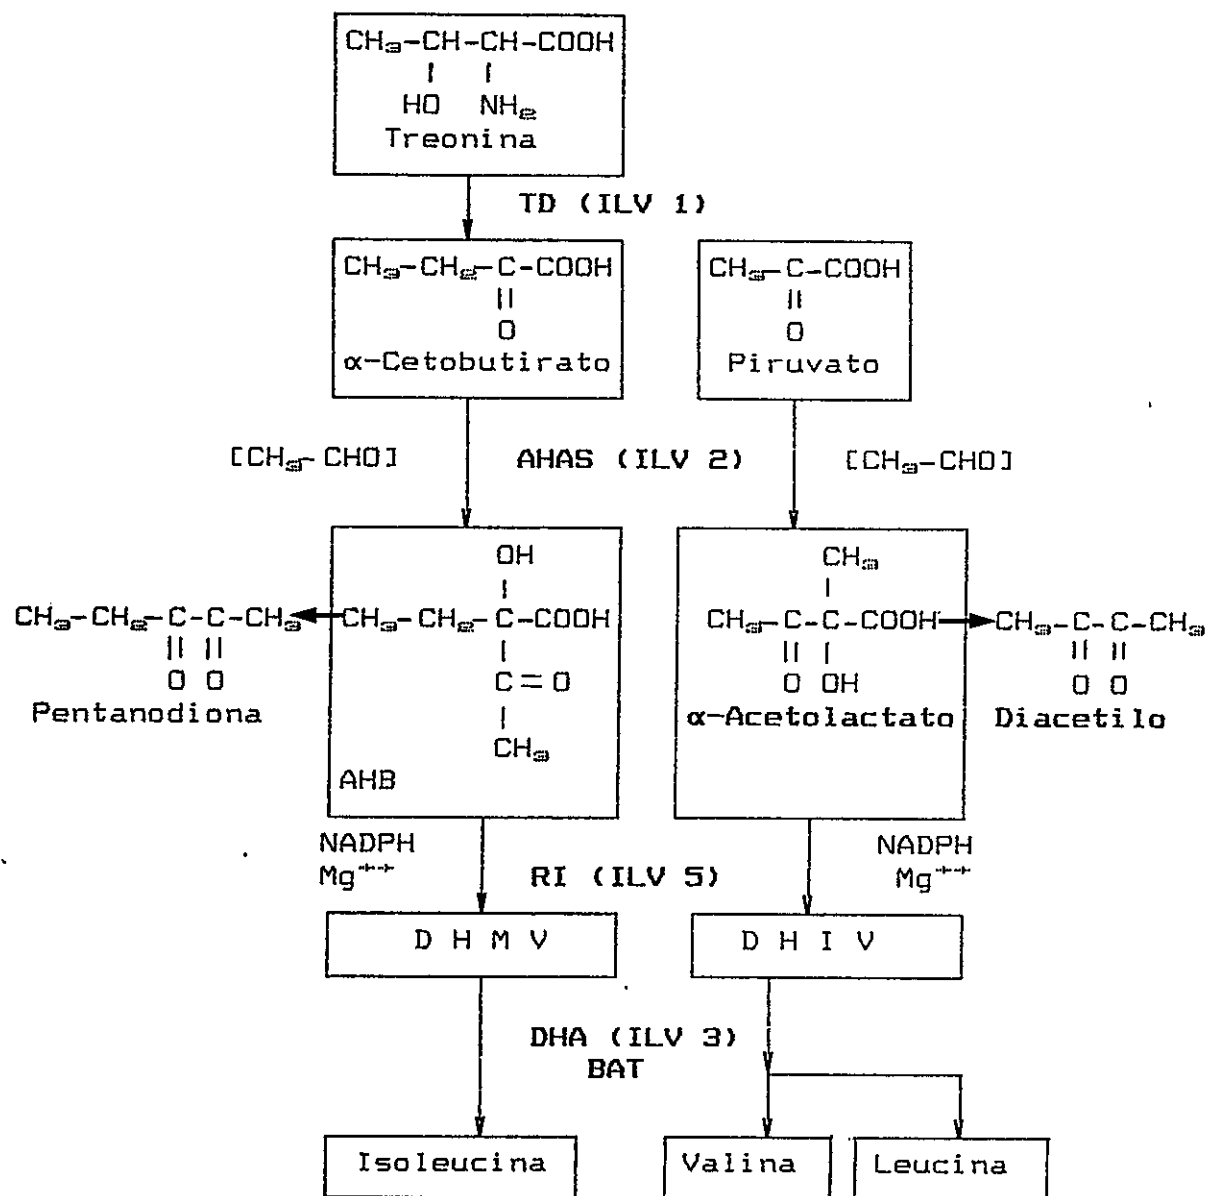 CH₃-CH-CH-COOH
HO NH₂
Treonina
TD (ILV 1)
CH₃-CH₂-C-COOH
||
O
α-Cetobutirato
CH₃-C-COOH
||
O
Piruvato
[CH₃-CHO]
AHAS (ILV 2)
[CH₃-CHO]
CH₃-CH₂-C-C-CH₃
|| ||
O O
Pentanodiona
OH
|
CH₃-CH₂-C-COOH
|
C=O
|
CH₃
AHB
CH₃
|
CH₃-C-C-COOH
|| |
O OH
α-Acetolactato
CH₃-C-C-CH₃
|| ||
O O
Diacetilo
NADPH
Mg⁺⁺
RI (ILV 5)
NADPH
Mg⁺⁺
D H M V
D H I V
DHA (ILV 3)
BAT
Isoleucina
Valina
Leucina